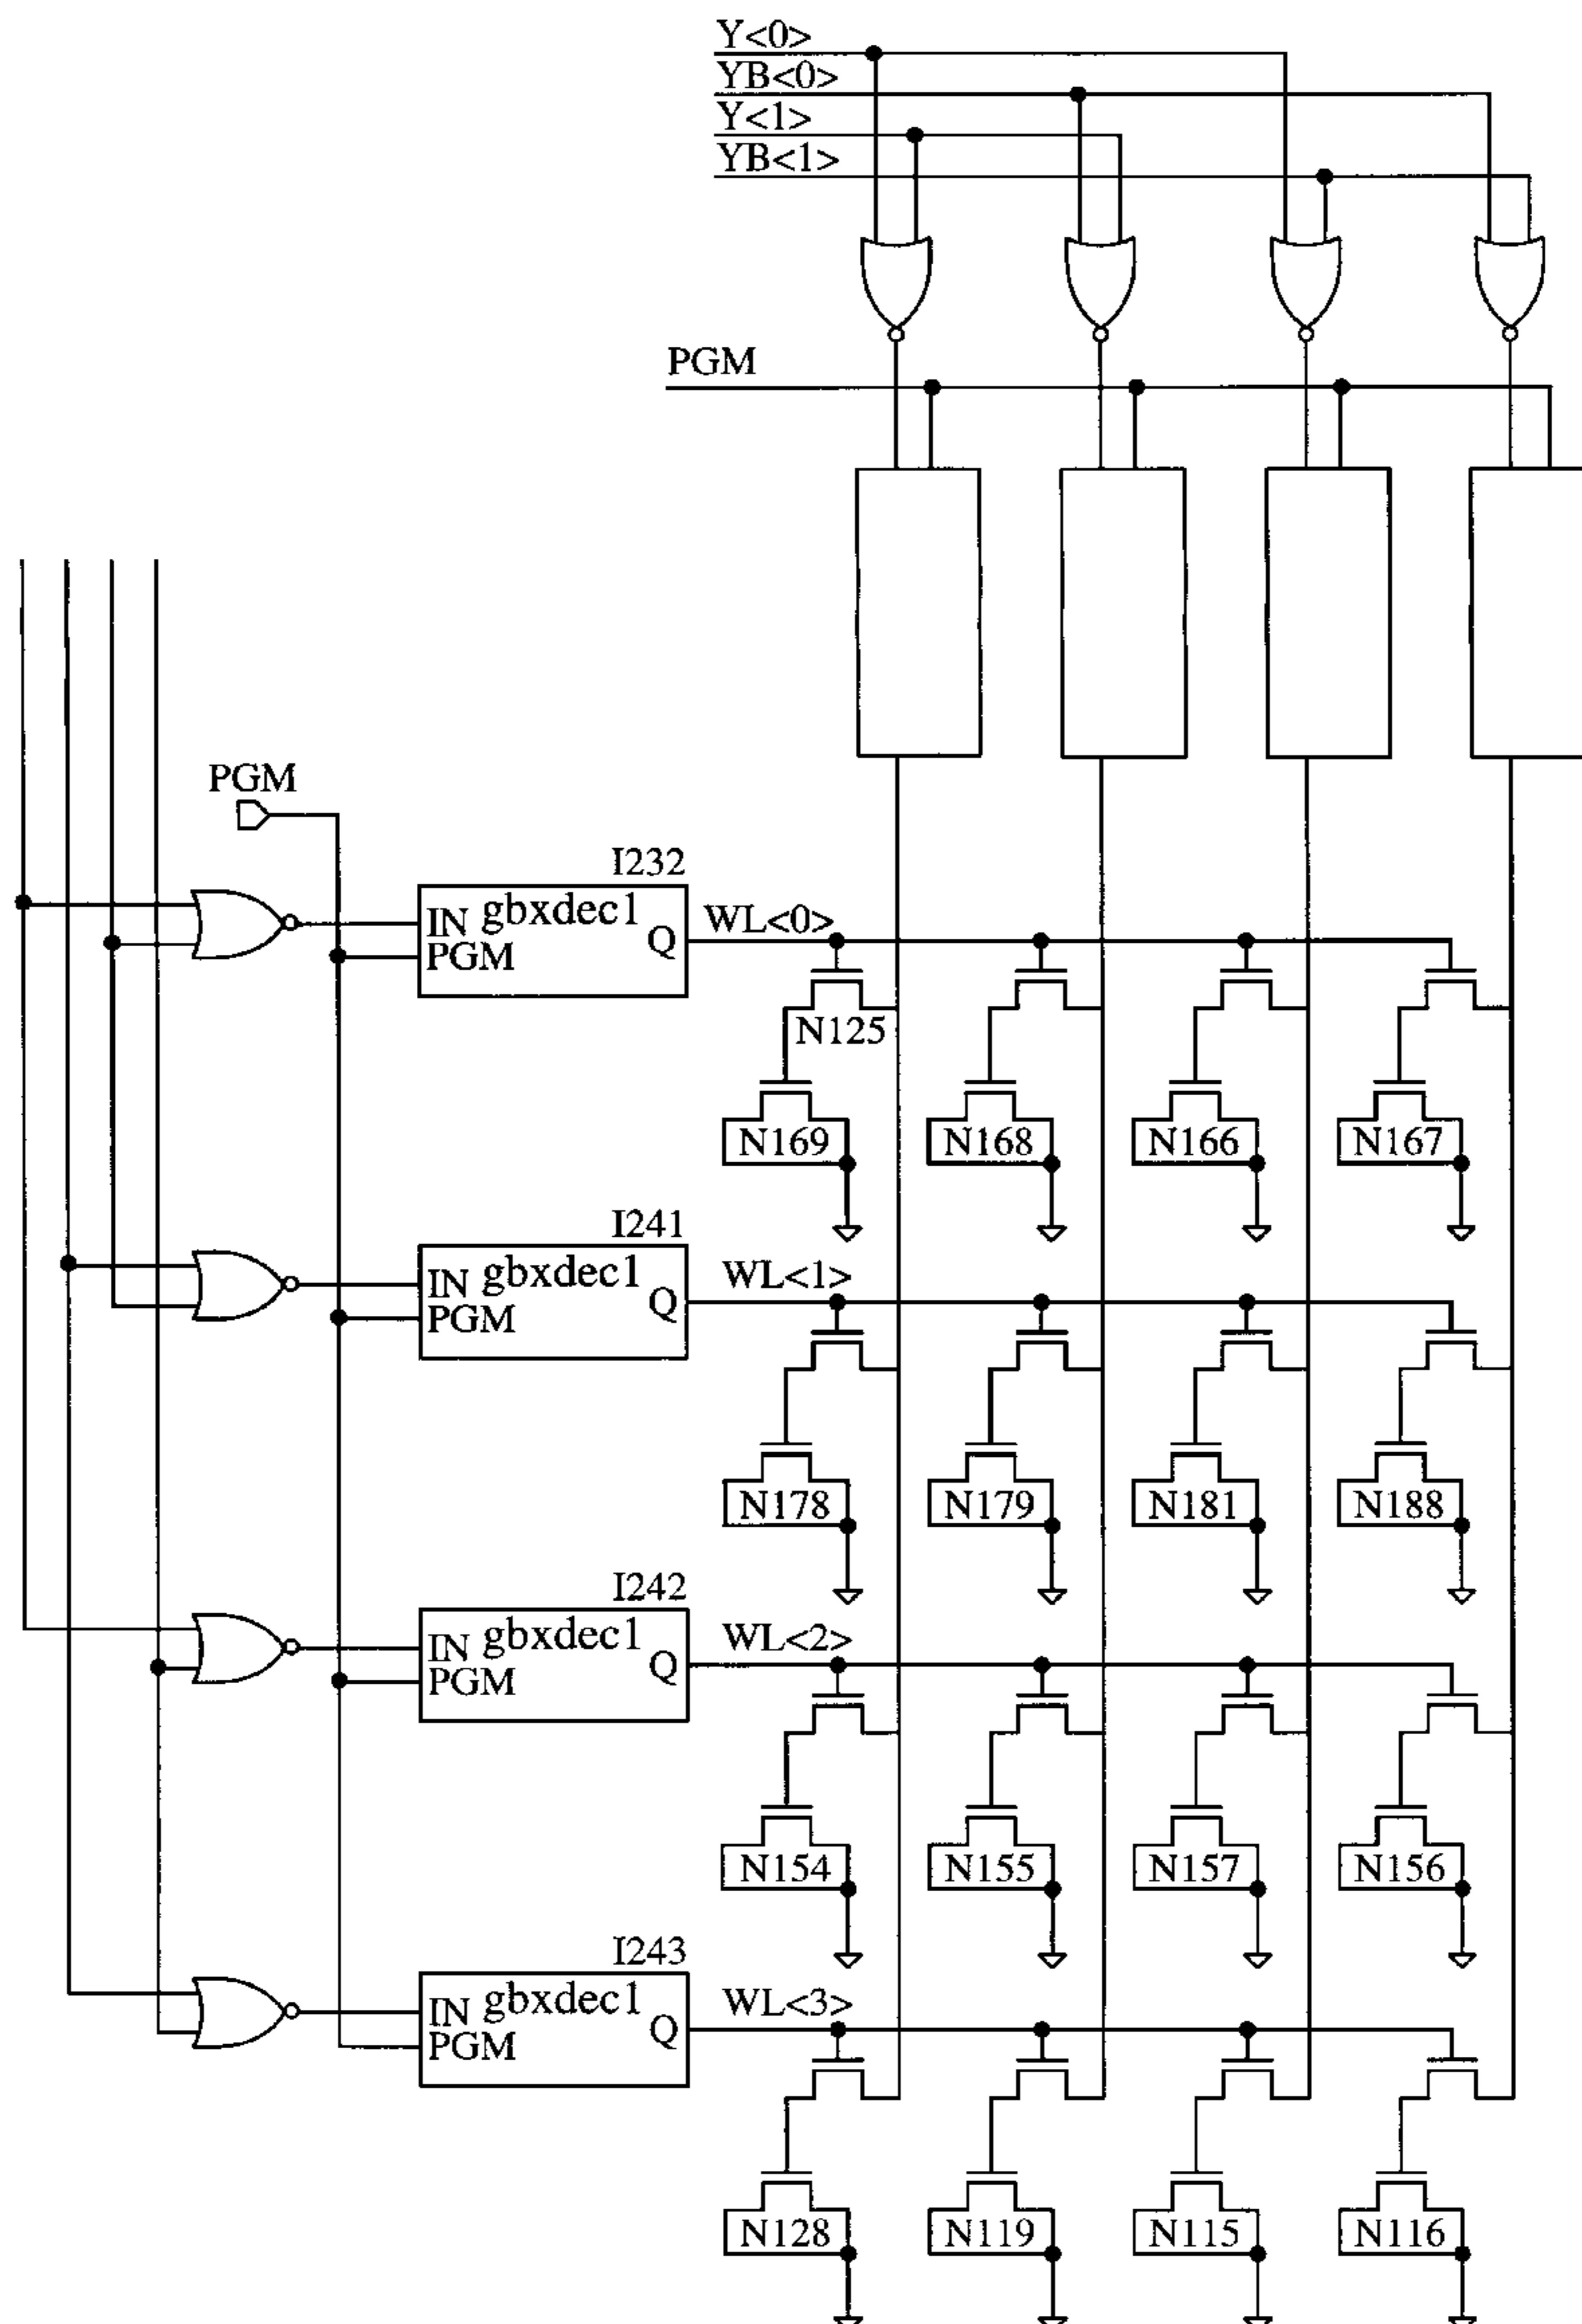 Y<0>
YB<0>
Y<1>
YB<1>
PGM
PGM
I232
IN gbxdec1
PGM
Q
WL<0>
N125
N169
N168
N166
N167
I241
IN gbxdec1
PGM
Q
WL<1>
N178
N179
N181
N188
I242
IN gbxdec1
PGM
Q
WL<2>
N154
N155
N157
N156
I243
IN gbxdec1
PGM
Q
WL<3>
N128
N119
N115
N116